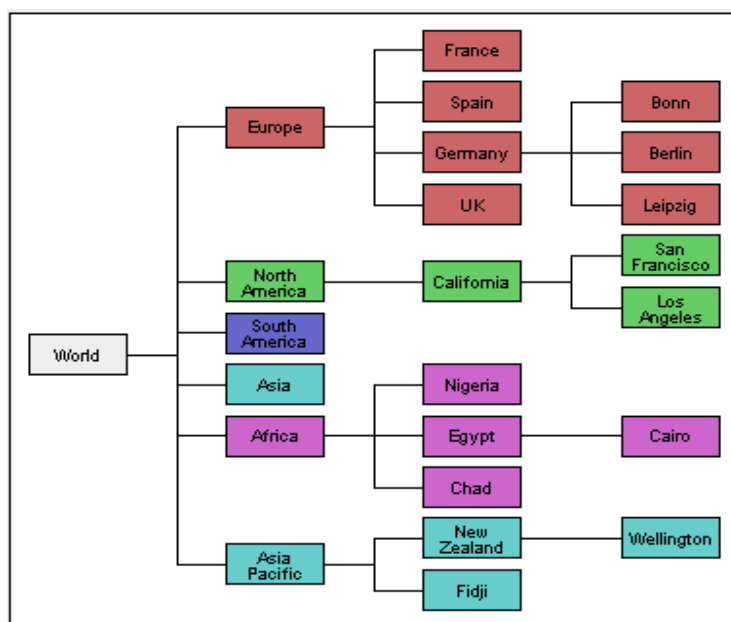 France
Spain
Bonn
Europe
Germany
Berlin
UK
Leipzig
San
Francisco
North
America
California
Los
Angeles
South
America
World
Asia
Nigeria
Africa
Egypt
Cairo
Chad
New
Zealand
Wellington
Asia
Pacific
Fidji